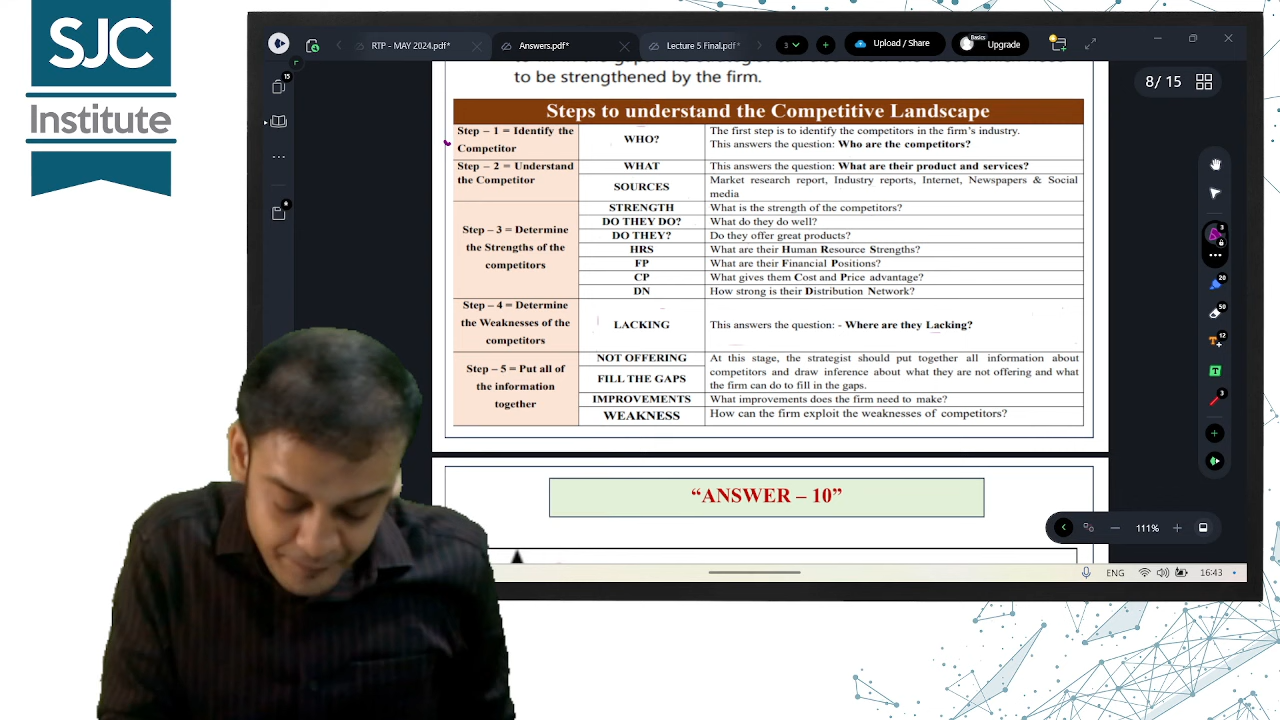 SJC
Institute
RTP - MAY 2024.pdf*
Answers.pdf*
Lecture 5 Final.pdf*
3
Upload / Share
Basics
Upgrade
15
8/ 15
to be strengthened by the firm.
Steps to understand the Competitive Landscape
Step – 1 = Identify the
Competitor
WHO?
The first step is to identify the competitors in the firm's industry.
This answers the question: Who are the competitors?
Step – 2 = Understand
the Competitor
WHAT
This answers the question: What are their product and services?
SOURCES
Market research report, Industry reports, Internet, Newspapers & Social
media
Step – 3 = Determine
the Strengths of the
competitors
STRENGTH
What is the strength of the competitors?
DO THEY DO?
What do they do well?
DO THEY?
Do they offer great products?
HRS
What are their Human Resource Strengths?
FP
What are their Financial Positions?
CP
What gives them Cost and Price advantage?
DN
How strong is their Distribution Network?
Step – 4 = Determine
the Weaknesses of the
competitors
LACKING
This answers the question: - Where are they Lacking?
Step – 5 = Put all of
the information
together
NOT OFFERING
FILL THE GAPS
At this stage, the strategist should put together all information about
competitors and draw inference about what they are not offering and what
the firm can do to fill in the gaps.
IMPROVEMENTS
What improvements does the firm need to make?
WEAKNESS
How can the firm exploit the weaknesses of competitors?
“ANSWER – 10”
3
20
50
12
3
111%
ENG
16:43